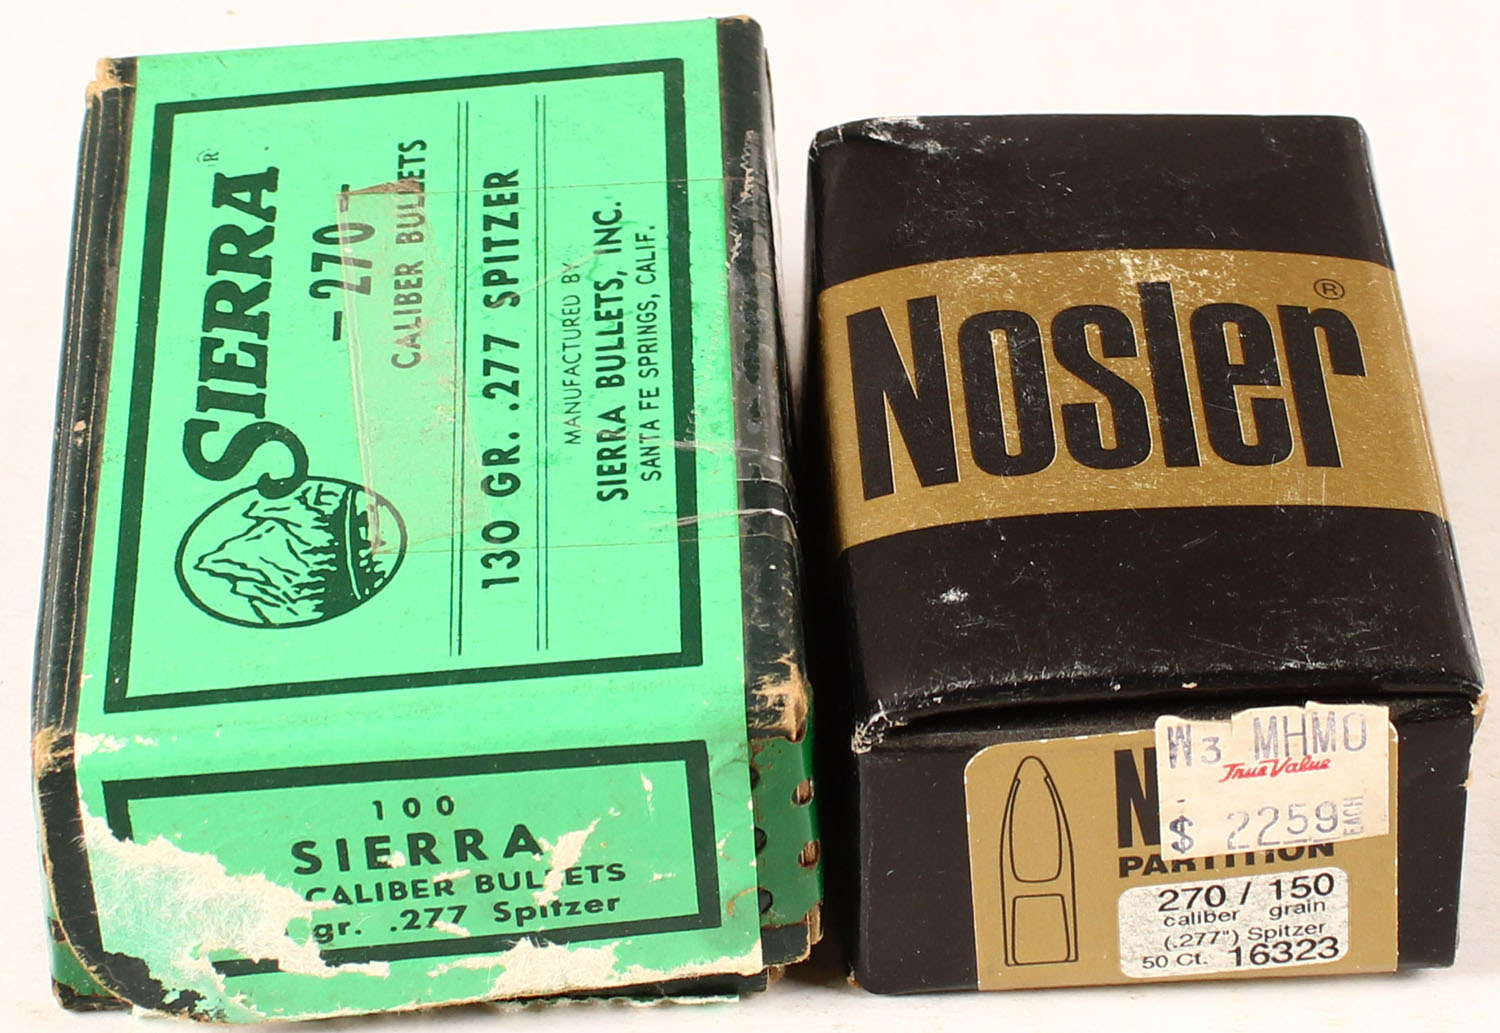 SIERRA ®
- 270 -
CALIBER BULLETS
130 GR. .277 SPITZER
MANUFACTURED BY
SIERRA BULLETS, INC.
SANTA FE SPRINGS, CALIF.
100
SIERRA
CALIBER BULLETS
gr. .277 Spitzer
Nosler ®
W3 MHMO
True Value
$ 2259 EACH
PARTITION
270 / 150
caliber grain
(.277") Spitzer
50 Ct. 16323